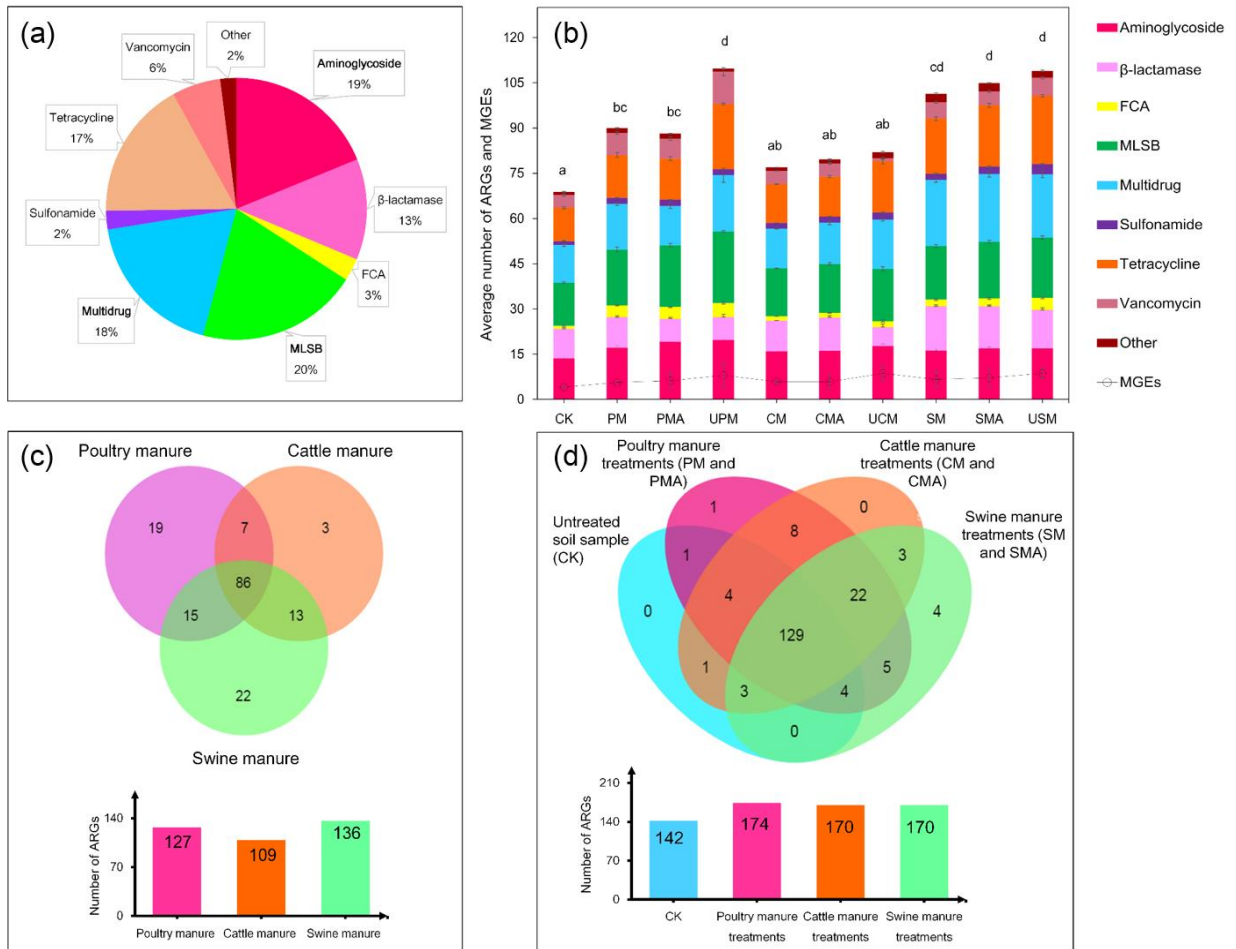 (a)
Other
2%
Vancomycin
6%
Aminoglycoside
19%
Tetracycline
17%
β-lactamase
13%
Sulfonamide
2%
FCA
3%
Multidrug
18%
MLSB
20%
(b)
Average number of ARGs and MGEs
120
105
90
75
60
45
30
15
0
a
bc
bc
d
ab
ab
ab
cd
d
d
CK PM PMA UPM CM CMA UCM SM SMA USM
Aminoglycoside
β-lactamase
FCA
MLSB
Multidrug
Sulfonamide
Tetracycline
Vancomycin
Other
MGEs
(c)
Poultry manure
Cattle manure
19
7
3
86
15
13
22
Swine manure
Number of ARGs
140
70
0
127
109
136
Poultry manure Cattle manure Swine manure
(d)
Poultry manure
treatments (PM and
PMA)
Cattle manure
treatments (CM and
CMA)
Untreated
soil sample
(CK)
Swine manure
treatments (SM
and SMA)
1
0
8
1
3
4
22
0
4
129
1
5
3
4
0
Number of ARGs
210
140
70
0
142
174
170
170
CK
Poultry manure
treatments
Cattle manure
treatments
Swine manure
treatments